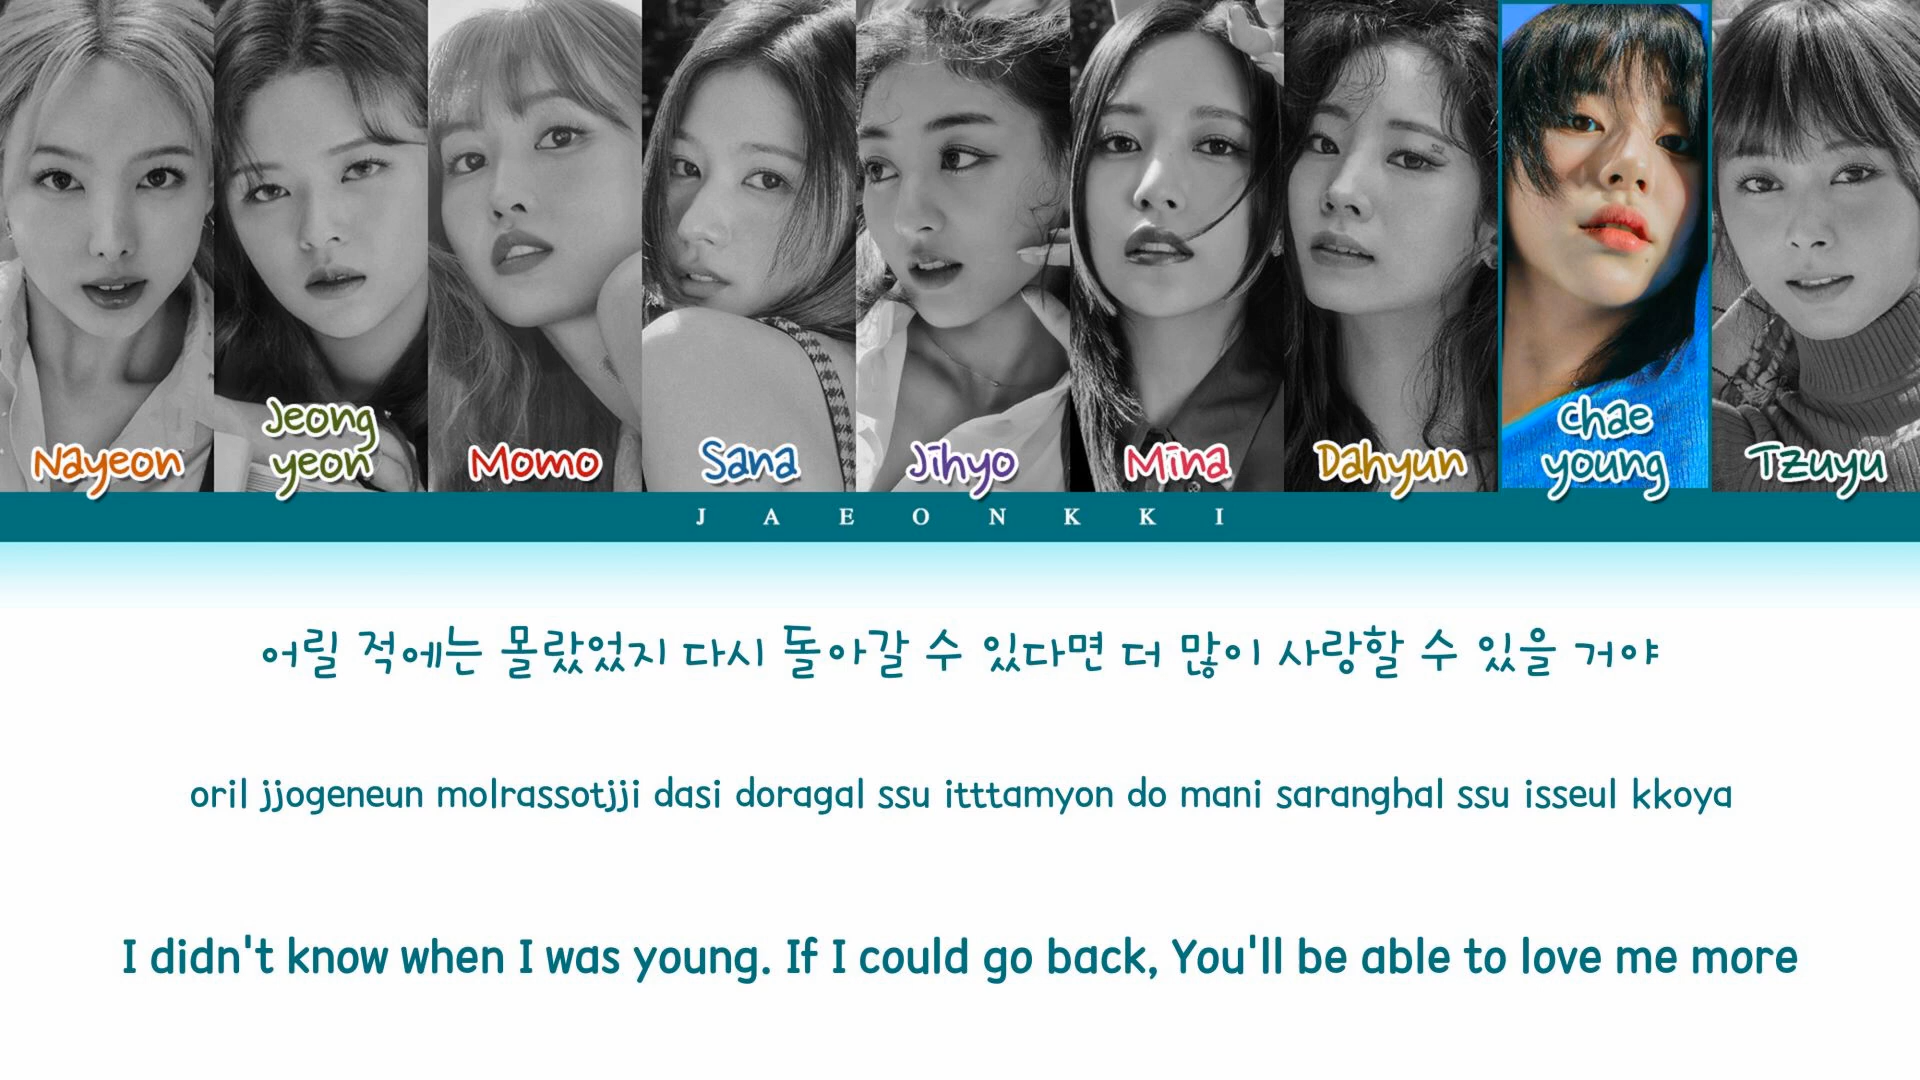 Nayeon
Jeong
yeon
Momo
Sana
Jihyo
Mina
Dahyun
chae
young
Tzuyu
JAEONKKI
어릴 적에는 몰랐었지 다시 돌아갈 수 있다면 더 많이 사랑할 수 있을 거야
oril jjogeneun molrassotjji dasi doragal ssu itttamyon do mani saranghal ssu isseul kkoya
I didn't know when I was young. If I could go back, You'll be able to love me more